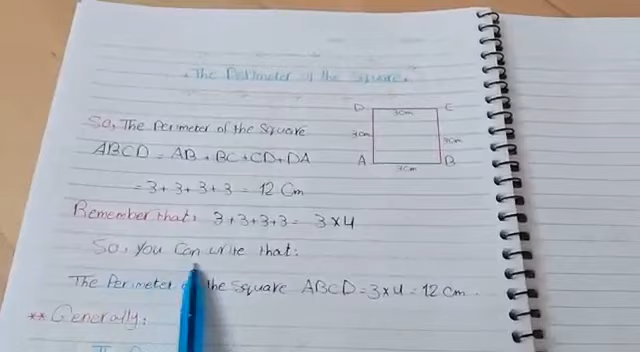 The Perimeter of the Square
D 3cm C
So, The Perimeter of the Square
3cm 3cm
ABCD = AB + BC + CD + DA
A 3cm B
= 3 + 3 + 3 + 3 = 12 Cm
Remember that: 3 + 3 + 3 + 3 = 3 x 4
So, you Can write that:
The Perimeter the Square ABCD = 3 x 4 = 12 Cm.
** Generally: